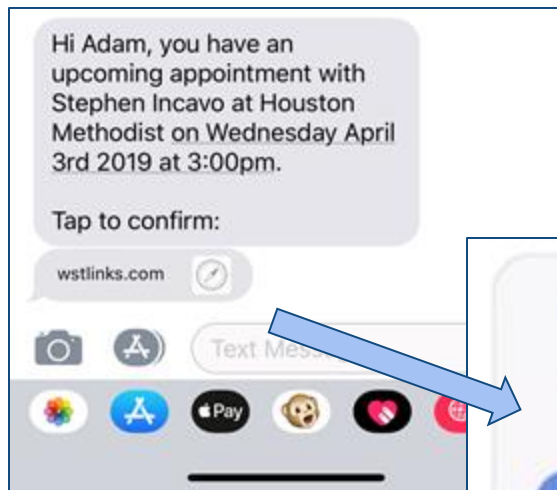 Hi Adam, you have an
upcoming appointment with
Stephen Incavo at Houston
Methodist on Wednesday April
3rd 2019 at 3:00pm.
Tap to confirm:
wstlinks.com
Text
Pay